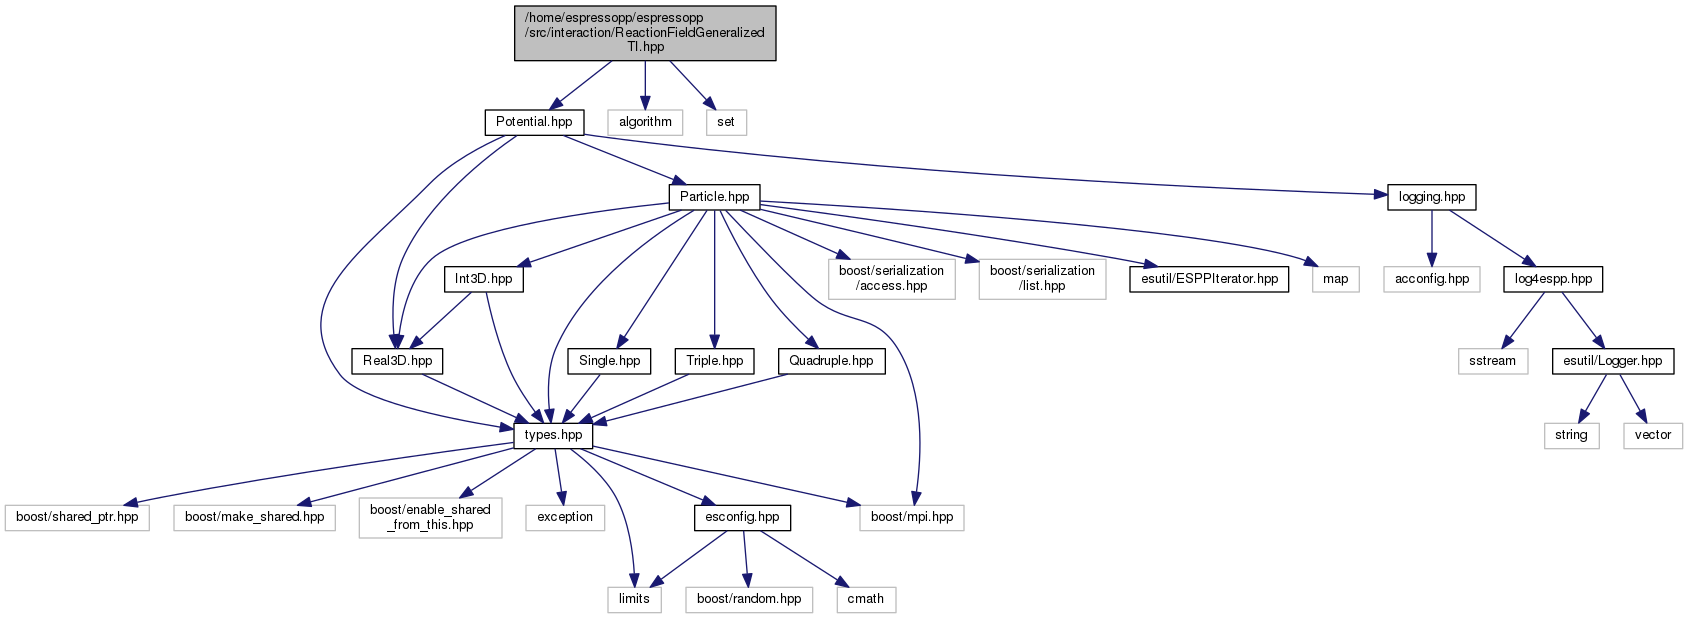 /home/espressopp/espressopp
/src/interaction/ReactionFieldGeneralized
TI.hpp
Potential.hpp
algorithm
set
Particle.hpp
logging.hpp
Int3D.hpp
boost/serialization
/access.hpp
boost/serialization
/list.hpp
esutil/ESPPIterator.hpp
map
acconfig.hpp
log4espp.hpp
Real3D.hpp
Single.hpp
Triple.hpp
Quadruple.hpp
sstream
esutil/Logger.hpp
types.hpp
string
vector
boost/shared_ptr.hpp
boost/make_shared.hpp
boost/enable_shared
_from_this.hpp
exception
esconfig.hpp
boost/mpi.hpp
limits
boost/random.hpp
cmath